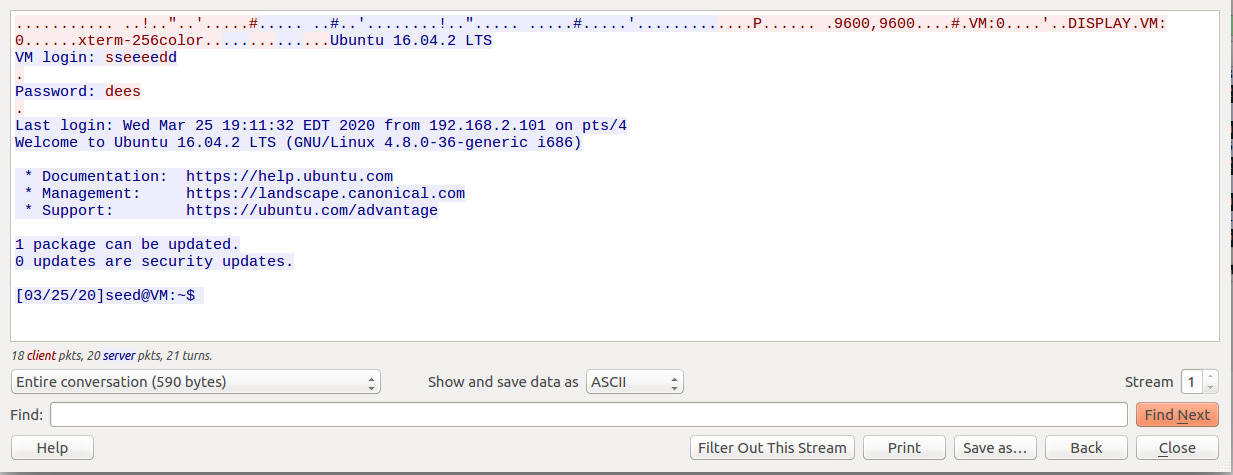 ........... ..!.."..'.....#..... ..#..'........!.."..... .....#.....'.............P...... .9600,9600....#.VM:0....'..DISPLAY.VM:
0......xterm-256color..............Ubuntu 16.04.2 LTS
VM login: sseeeedd
.
Password: dees
.
Last login: Wed Mar 25 19:11:32 EDT 2020 from 192.168.2.101 on pts/4
Welcome to Ubuntu 16.04.2 LTS (GNU/Linux 4.8.0-36-generic i686)
* Documentation: https://help.ubuntu.com
* Management: https://landscape.canonical.com
* Support: https://ubuntu.com/advantage
1 package can be updated.
0 updates are security updates.
[03/25/20]seed@VM:~$
18 client pkts, 20 server pkts, 21 turns.
Entire conversation (590 bytes) Show and save data as ASCII Stream 1
Find: Find Next
Help Filter Out This Stream Print Save as... Back Close